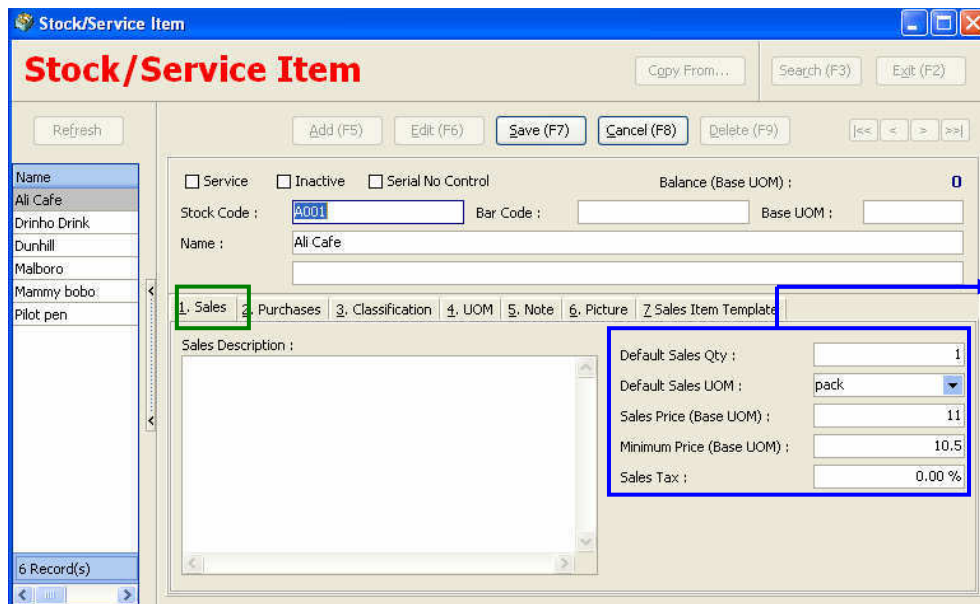 Stock/Service Item
Stock/Service Item
Copy From... Search (F3) Exit (F2)
Refresh Add (F5) Edit (F6) Save (F7) Cancel (F8) Delete (F9) |<< < > >>|
Name
Ali Cafe
Drinho Drink
Dunhill
Malboro
Mammy bobo
Pilot pen
6 Record(s)
Service Inactive Serial No Control Balance (Base UOM) : 0
Stock Code : A001 Bar Code : Base UOM :
Name : Ali Cafe
1. Sales 2. Purchases 3. Classification 4. UOM 5. Note 6. Picture 7 Sales Item Template
Sales Description :
Default Sales Qty : 1
Default Sales UOM : pack
Sales Price (Base UOM) : 11
Minimum Price (Base UOM) : 10.5
Sales Tax : 0.00 %